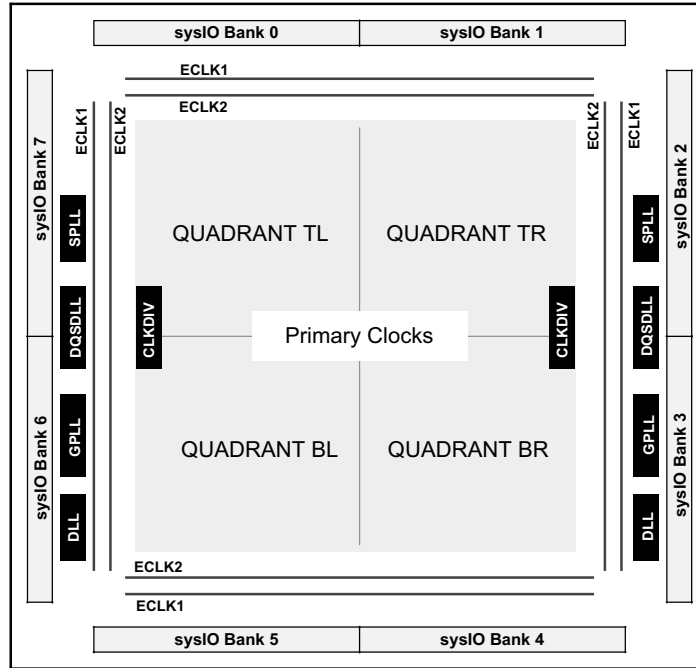 sysIO Bank 0
sysIO Bank 1
ECLK1
ECLK2
ECLK1
ECLK2
ECLK2
ECLK1
sysIO Bank 7
sysIO Bank 2
SPLL
QUADRANT TL
QUADRANT TR
SPLL
DQSDLL
CLKDIV
Primary Clocks
CLKDIV
DQSDLL
sysIO Bank 6
sysIO Bank 3
GPLL
QUADRANT BL
QUADRANT BR
GPLL
DLL
DLL
ECLK2
ECLK1
sysIO Bank 5
sysIO Bank 4